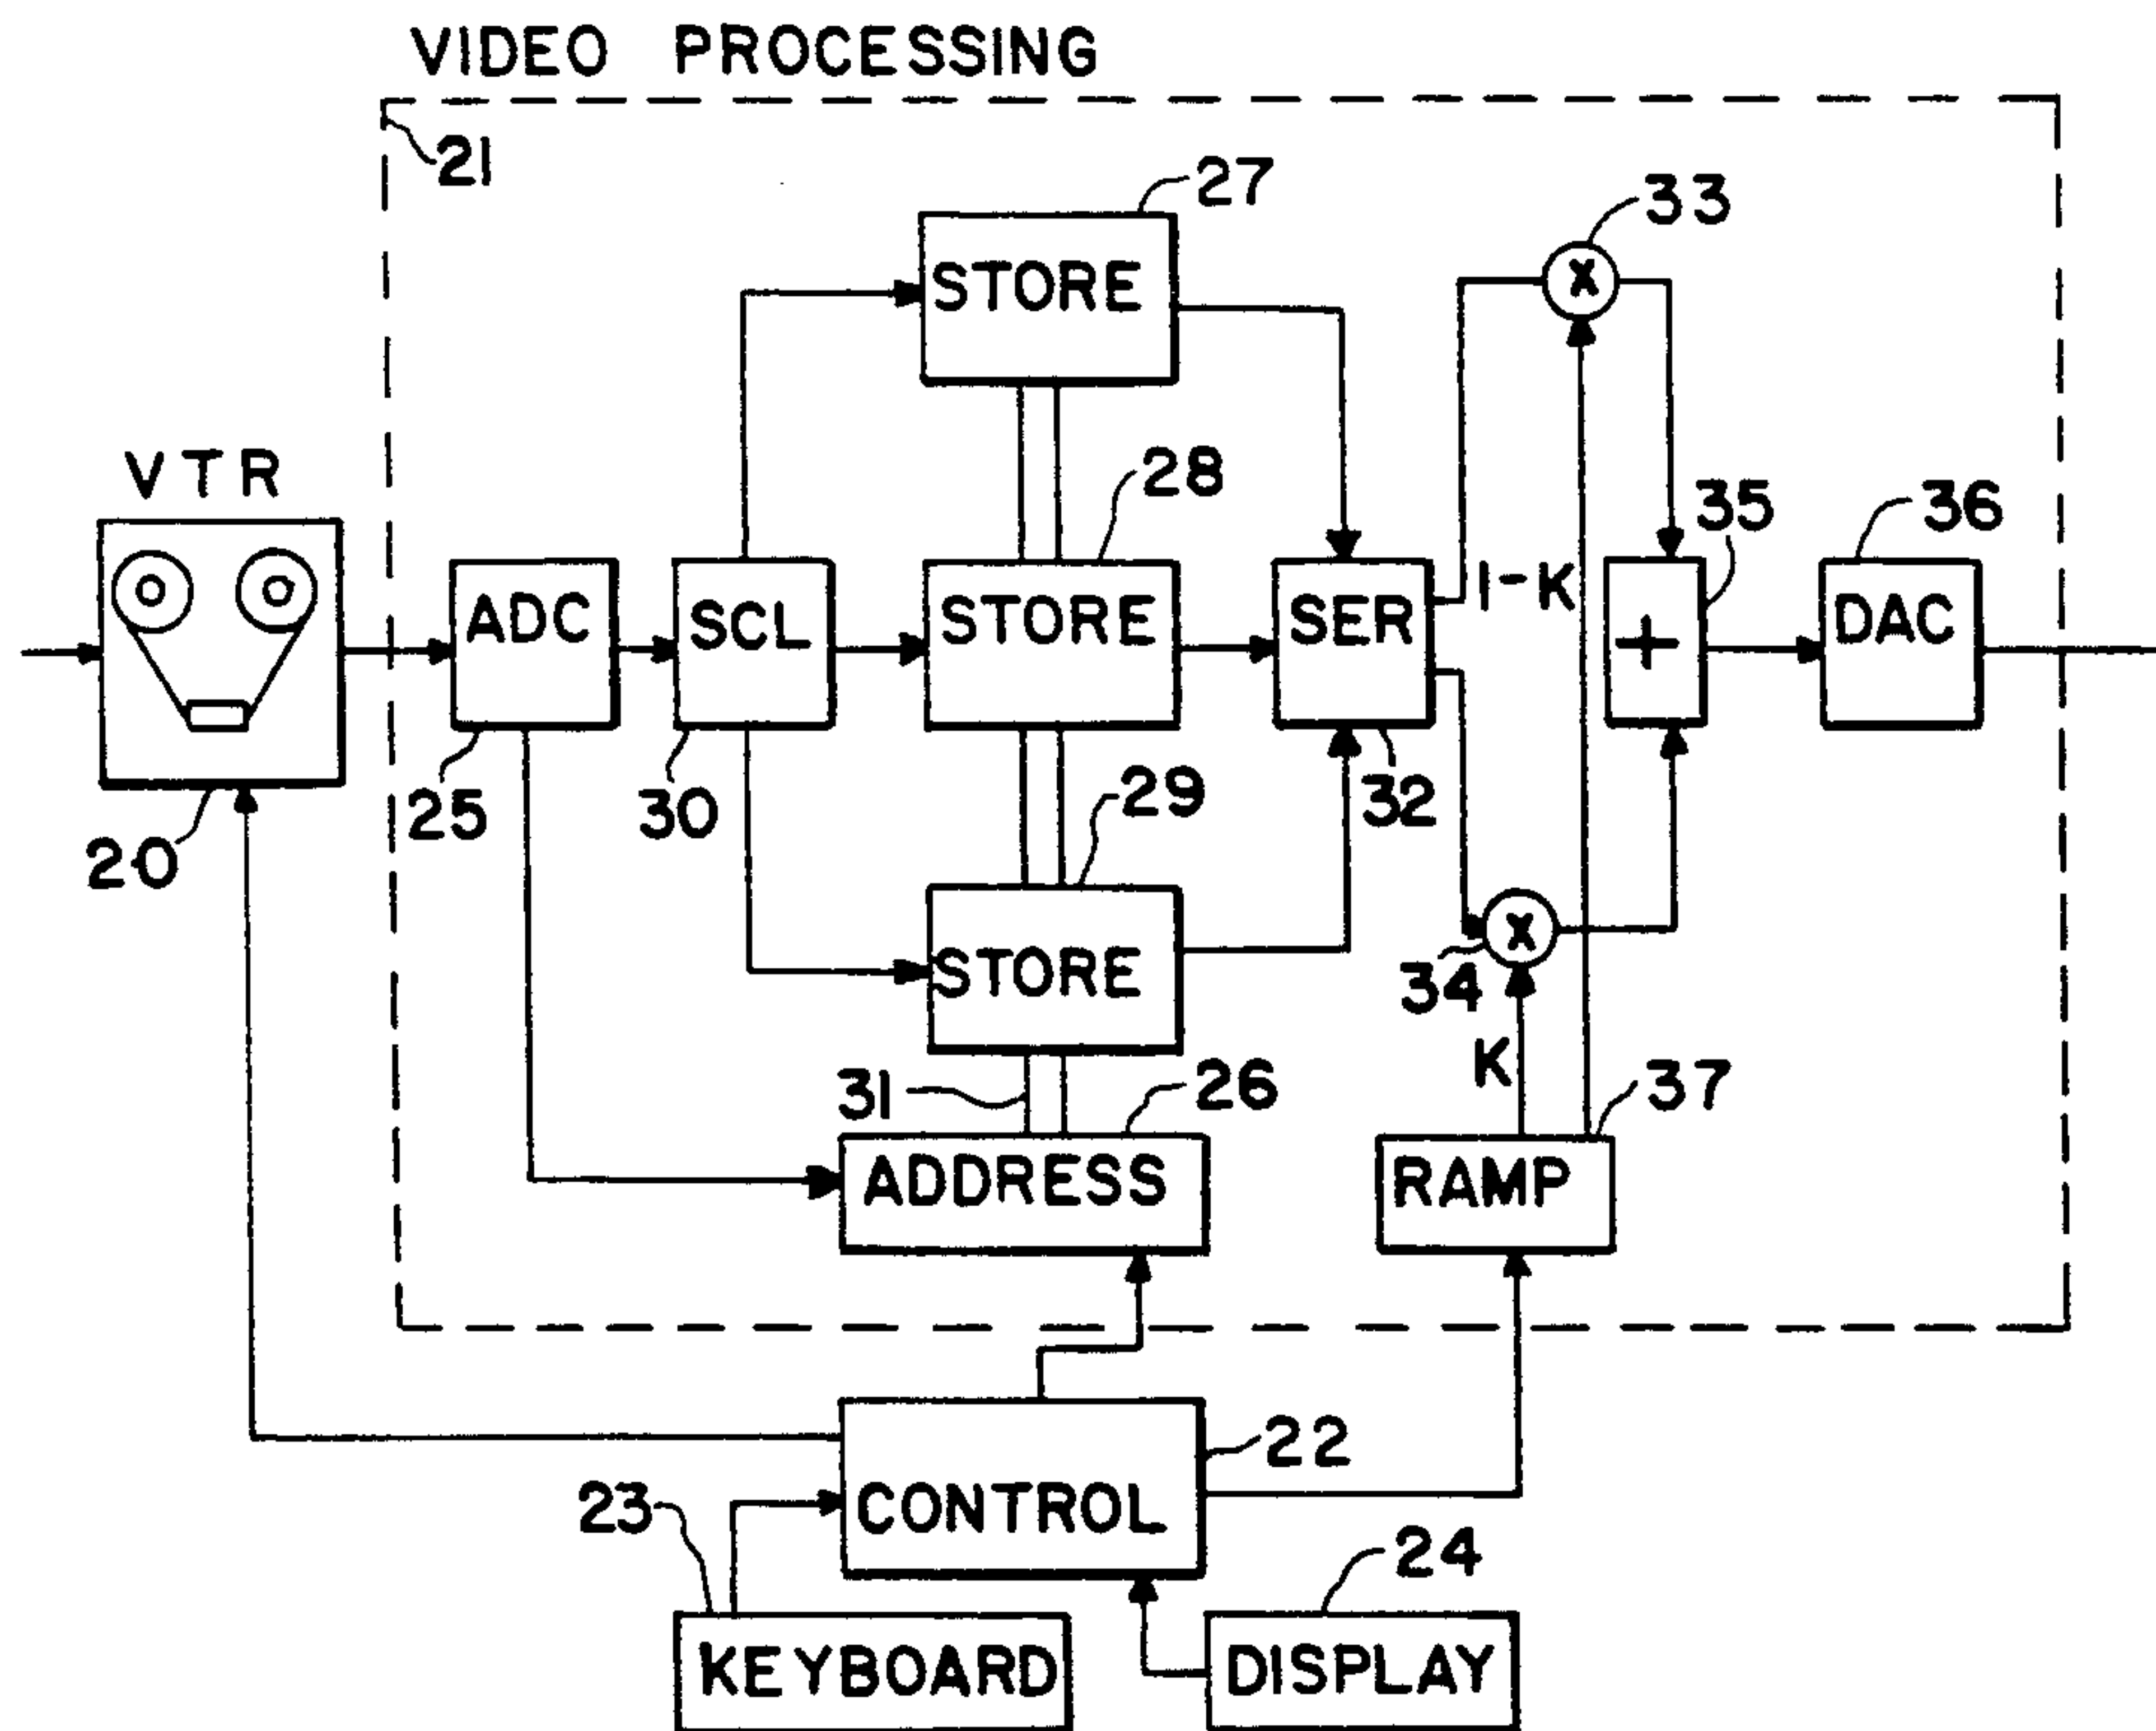 VIDEO PROCESSING
21
27
33
STORE
X
VTR
28
35
36
ADC
SCL
STORE
SER
1-K
+
DAC
25
30
29
32
20
STORE
X
34
K
31
26
37
ADDRESS
RAMP
22
23
CONTROL
24
KEYBOARD
DISPLAY